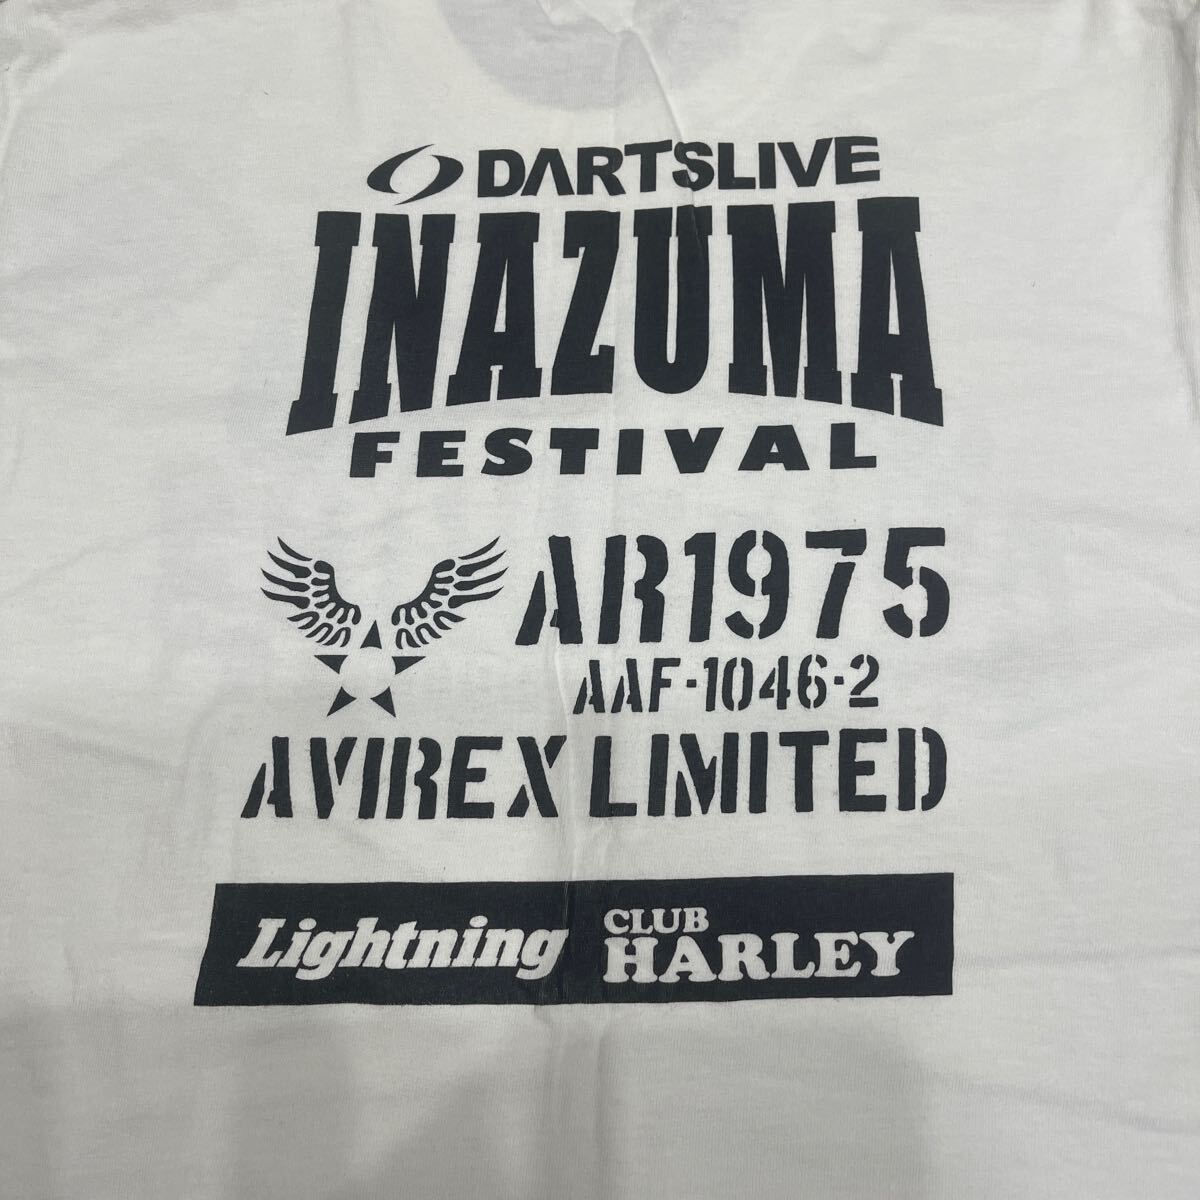 DARTSLIVE
INAZUMA
FESTIVAL
AR1975
AAF-1046-2
AVIREX LIMITED
Lightning CLUB HARLEY